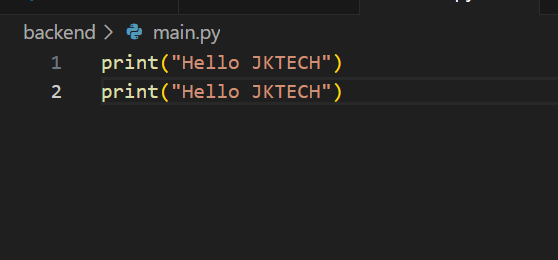 backend > main.py
1 print("Hello JKTECH")
2 print("Hello JKTECH")